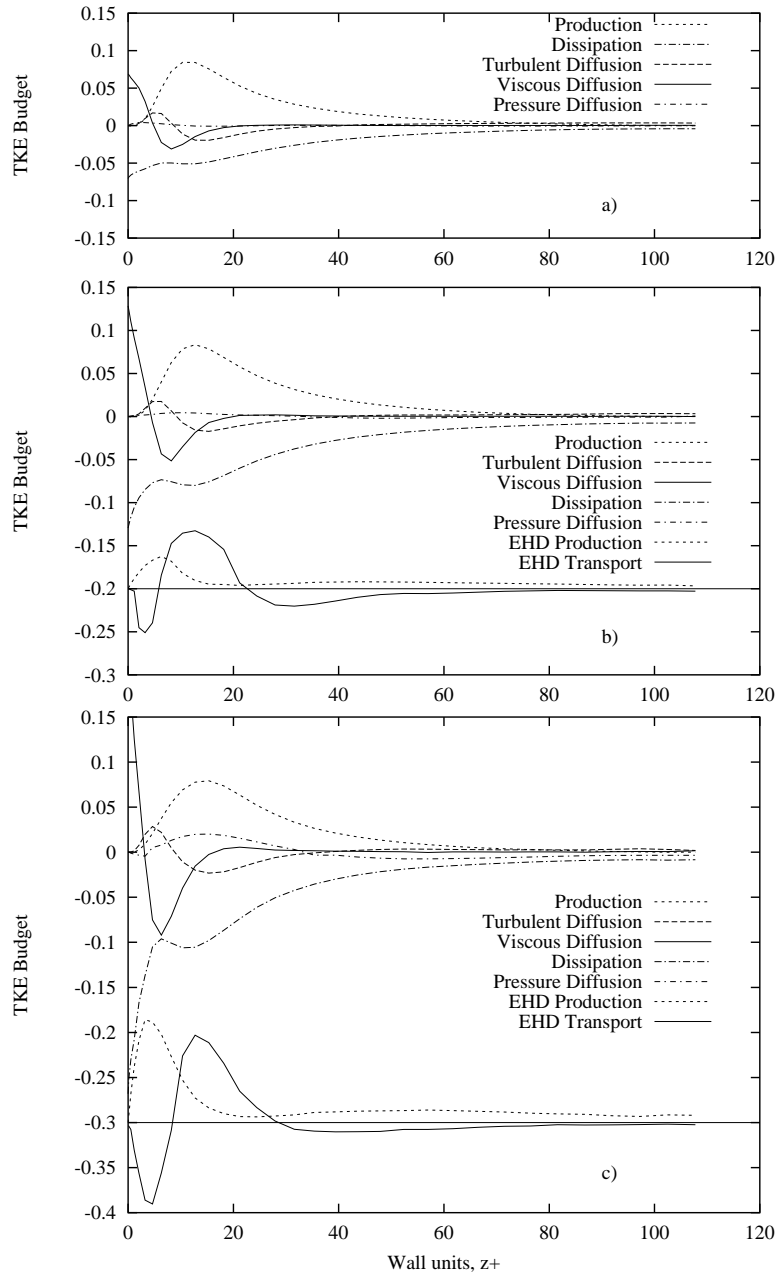 0.15
0.1
0.05
0
-0.05
-0.1
-0.15
TKE Budget
Production
Dissipation
Turbulent Diffusion
Viscous Diffusion
Pressure Diffusion
a)
0 20 40 60 80 100 120
0.15
0.1
0.05
0
-0.05
-0.1
-0.15
-0.2
-0.25
-0.3
TKE Budget
Production
Turbulent Diffusion
Viscous Diffusion
Dissipation
Pressure Diffusion
EHD Production
EHD Transport
b)
0 20 40 60 80 100 120
0.15
0.1
0.05
0
-0.05
-0.1
-0.15
-0.2
-0.25
-0.3
-0.35
-0.4
TKE Budget
Production
Turbulent Diffusion
Viscous Diffusion
Dissipation
Pressure Diffusion
EHD Production
EHD Transport
c)
0 20 40 60 80 100 120
Wall units, z+